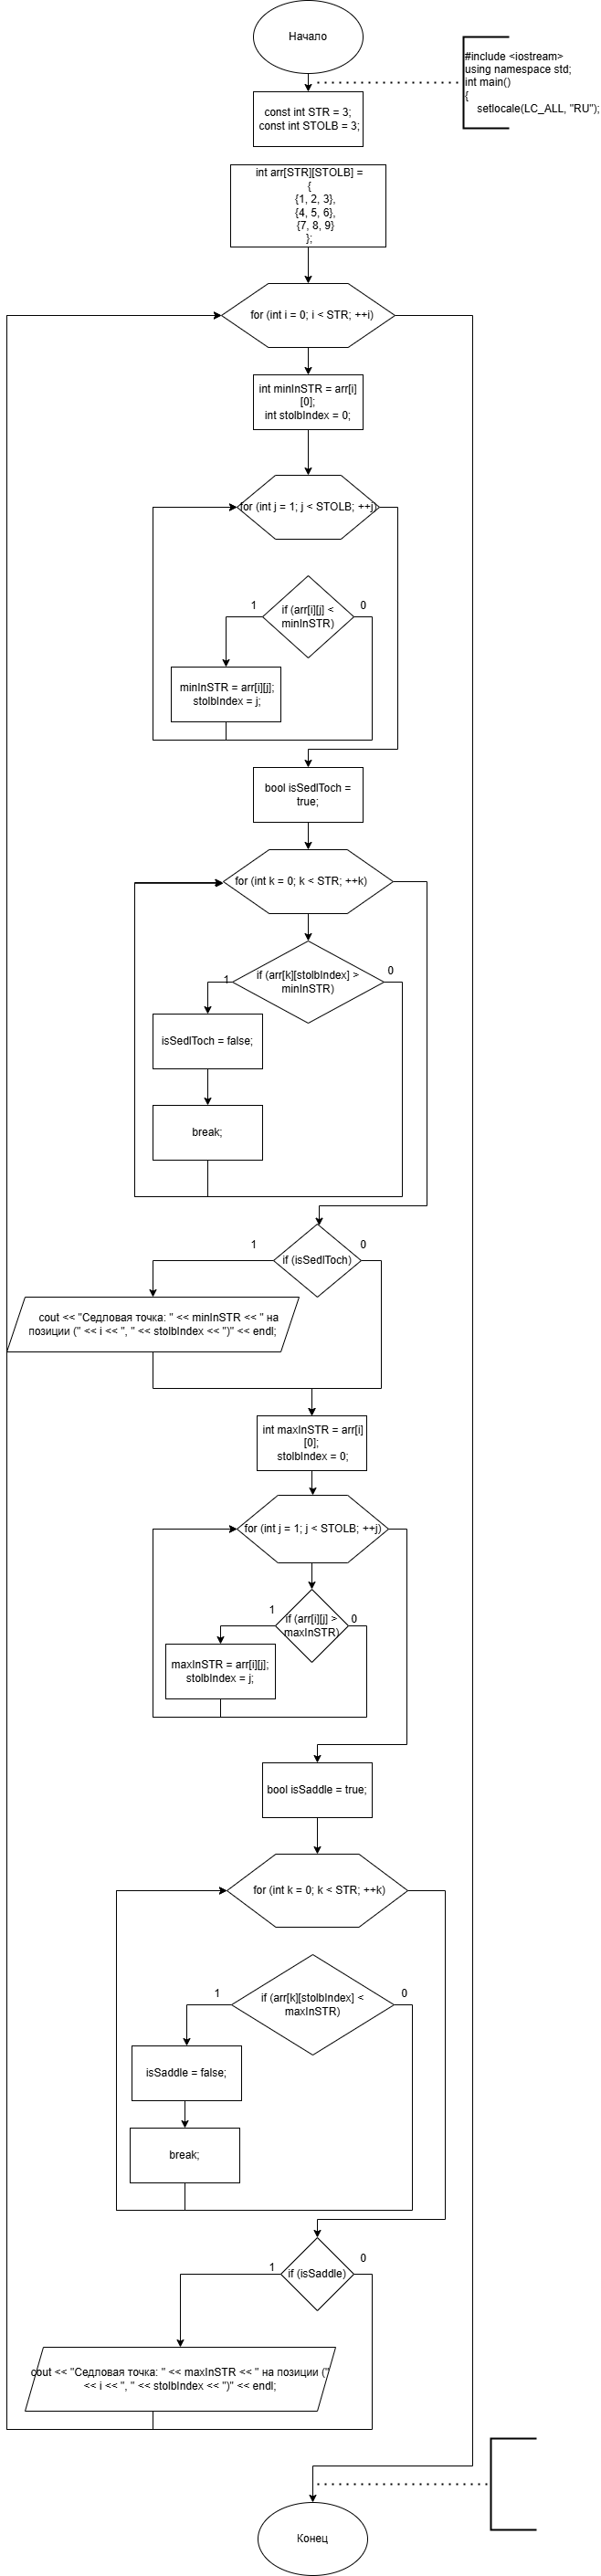 Начало
#include <iostream>
using namespace std;
int main()
{
setlocale(LC_ALL, "RU");
const int STR = 3;
const int STOLB = 3;
int arr[STR][STOLB] =
{
{1, 2, 3},
{4, 5, 6},
{7, 8, 9}
};
for (int i = 0; i < STR; ++i)
int minInSTR = arr[i]
[0];
int stolbIndex = 0;
for (int j = 1; j < STOLB; ++j)
1
0
if (arr[i][j] <
minInSTR)
minInSTR = arr[i][j];
stolbIndex = j;
bool isSedlToch =
true;
for (int k = 0; k < STR; ++k)
1
0
if (arr[k][stolbIndex] >
minInSTR)
isSedlToch = false;
break;
1
0
if (isSedlToch)
cout << "Седловая точка: " << minInSTR << " на
позиции (" << i << ", " << stolbIndex << ")" << endl;
int maxInSTR = arr[i]
[0];
stolbIndex = 0;
for (int j = 1; j < STOLB; ++j)
1
0
if (arr[i][j] >
maxInSTR)
maxInSTR = arr[i][j];
stolbIndex = j;
bool isSaddle = true;
for (int k = 0; k < STR; ++k)
1
0
if (arr[k][stolbIndex] <
maxInSTR)
isSaddle = false;
break;
1
0
if (isSaddle)
cout << "Седловая точка: " << maxInSTR << " на позиции ("
<< i << ", " << stolbIndex << ")" << endl;
Конец